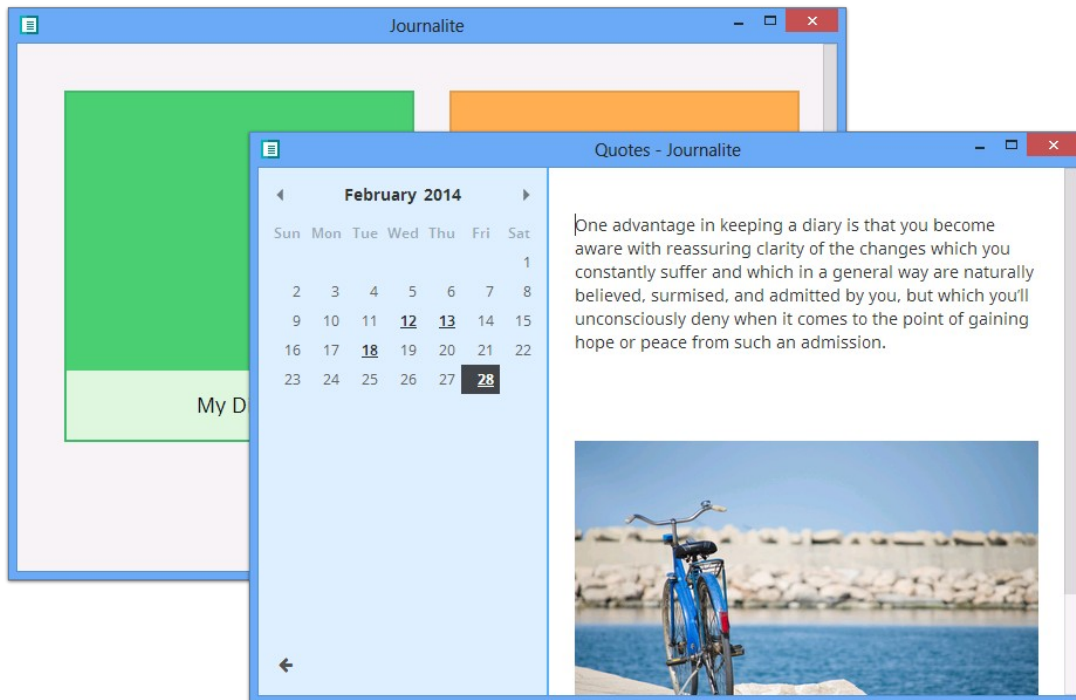 Journalite
My D
Quotes - Journalite
February 2014
Sun Mon Tue Wed Thu Fri Sat
1
2 3 4 5 6 7 8
9 10 11 12 13 14 15
16 17 18 19 20 21 22
23 24 25 26 27 28
One advantage in keeping a diary is that you become
aware with reassuring clarity of the changes which you
constantly suffer and which in a general way are naturally
believed, surmised, and admitted by you, but which you'll
unconsciously deny when it comes to the point of gaining
hope or peace from such an admission.